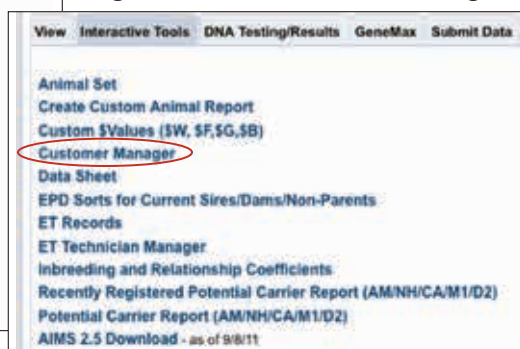 View Interactive Tools DNA Testing/Results GeneMax Submit Data
Animal Set
Create Custom Animal Report
Custom $Values ($W, $F,$G,$B)
Customer Manager
Data Sheet
EPD Sorts for Current Sires/Dams/Non-Parents
ET Records
ET Technician Manager
Inbreeding and Relationship Coefficients
Recently Registered Potential Carrier Report (AM/NH/CA/M1/D2)
Potential Carrier Report (AM/NH/CA/M1/D2)
AIMS 2.5 Download - as of 9/8/11